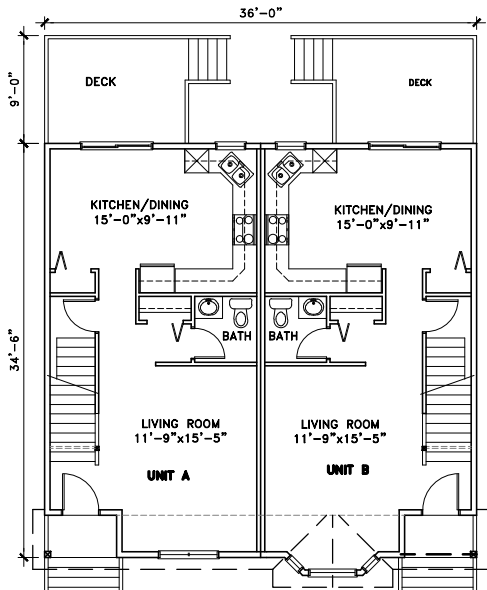 36'-0"
9'-0"
DECK
DECK
KITCHEN/DINING
15'-0"x9'-11"
KITCHEN/DINING
15'-0"x9'-11"
BATH
BATH
34'-6"
LIVING ROOM
11'-9"x15'-5"
LIVING ROOM
11'-9"x15'-5"
UNIT A
UNIT B